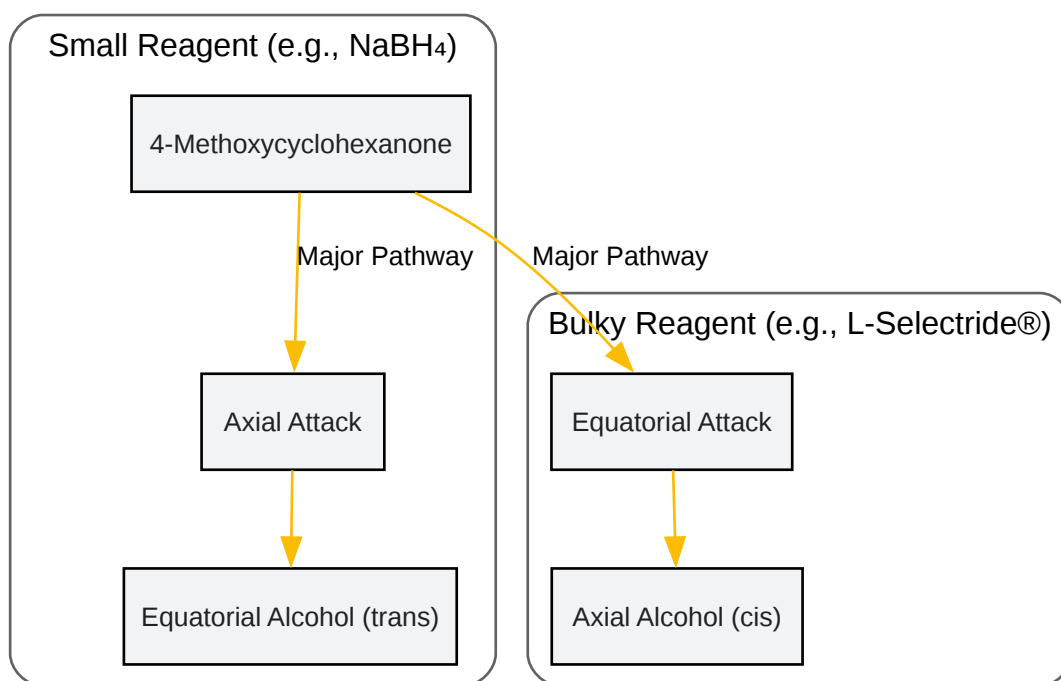 Small Reagent (e.g., NaBH₄)
4-Methoxycyclohexanone
Major Pathway
Major Pathway
Bulky Reagent (e.g., L-Selectride®)
Axial Attack
Equatorial Attack
Equatorial Alcohol (trans)
Axial Alcohol (cis)